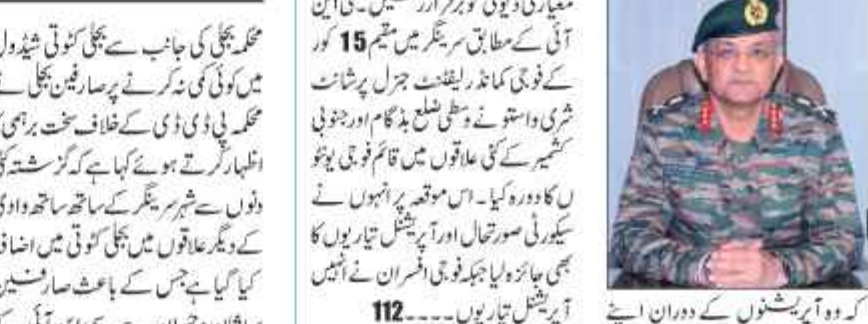 معیاری ڈیوٹی کو برقرار رکھیں۔ سی این
آئی کے مطابق سرینگر میں مقیم 15 کور
کے فوجی کمانڈر لیفٹننٹ جنرل پرشانت
شری واستو نے وسطی ضلع بڈگام اور جنوبی
کشمیر کے کئی علاقوں میں قائم فوجی یونٹو
ں کا دورہ کیا۔ اس موقعہ پر انہوں نے
سیکورٹی صورتحال اور آپریشنل تیاریوں کا
بھی جائزہ لیا جبکہ فوجی افسران نے انہیں
آپریشنل تیاریوں۔۔۔۔112
کہ وہ آپریشنوں کے دوران اپنے
محکمہ بجلی کی جانب سے بجلی کٹوتی شیڈول
میں کوئی کمی نہ کرنے پر صارفین بجلی نے
محکمہ پی ڈی ڈی کے خلاف سخت برہمی کا
اظہار کرتے ہوئے کہا ہے کہ گزشتہ کئی
دنوں سے شہر سرینگر کے ساتھ ساتھ وادی
کے دیگر علاقوں میں بجلی کٹوتی میں اضافہ
کیا گیا ہے جس کے باعث صارفین